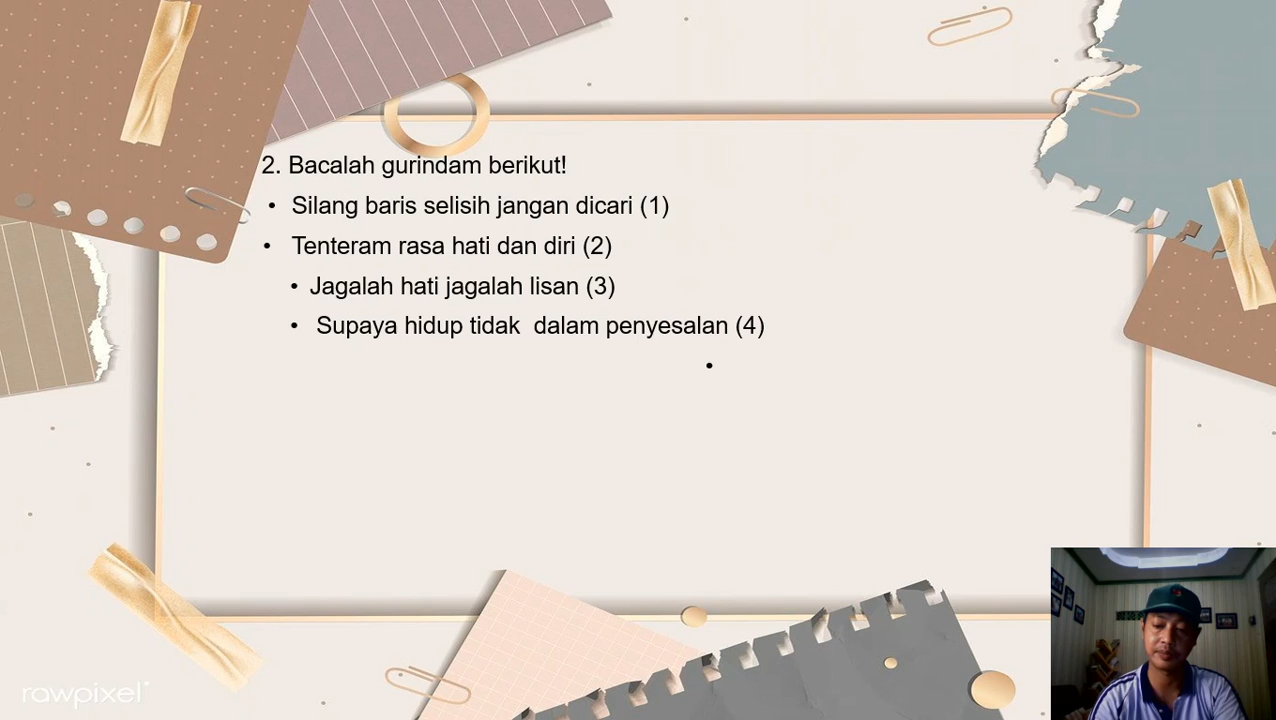 2. Bacalah gurindam berikut!
• Silang baris selisih jangan dicari (1)
• Tenteram rasa hati dan diri (2)
• Jagalah hati jagalah lisan (3)
• Supaya hidup tidak  dalam penyesalan (4)
•
rawpixel